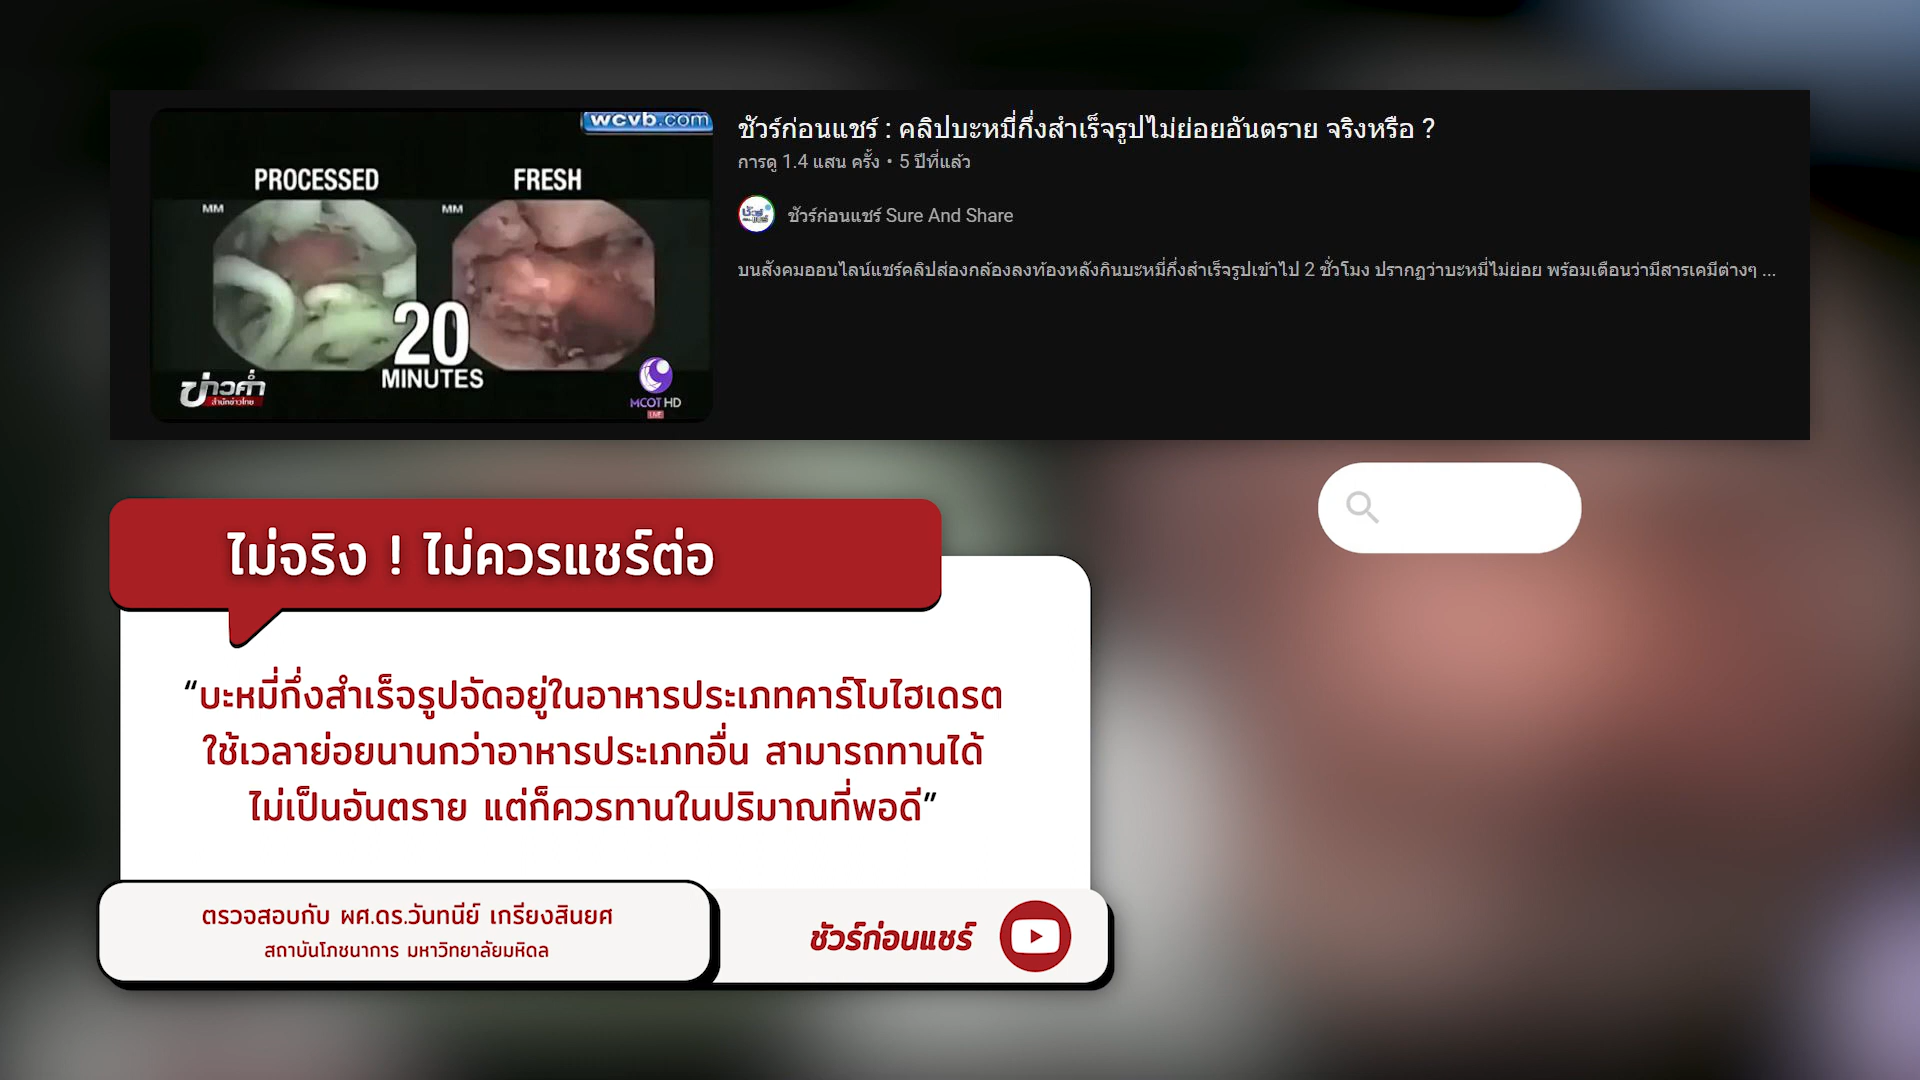 wcvb.com
PROCESSED
FRESH
MM
MM
20
MINUTES
ข่าวค่ำ
สำนักข่าวไทย
MCOT HD
LIVE
ชัวร์ก่อนแชร์ : คลิปบะหมี่กึ่งสำเร็จรูปไม่ย่อยอันตราย จริงหรือ ?
การดู 1.4 แสน ครั้ง • 5 ปีที่แล้ว
ชัวร์ก่อนแชร์ Sure And Share
บนสังคมออนไลน์แชร์คลิปส่องกล้องลงท้องหลังกินบะหมี่กึ่งสำเร็จรูปเข้าไป 2 ชั่วโมง ปรากฏว่าบะหมี่ไม่ย่อย พร้อมเตือนว่ามีสารเคมีต่างๆ ...
ไม่จริง ! ไม่ควรแชร์ต่อ
“บะหมี่กึ่งสำเร็จรูปจัดอยู่ในอาหารประเภทคาร์โบไฮเดรต
ใช้เวลาย่อยนานกว่าอาหารประเภทอื่น สามารถทานได้
ไม่เป็นอันตราย แต่ก็ควรทานในปริมาณที่พอดี”
ตรวจสอบกับ ผศ.ดร.วันทนีย์ เกรียงสินยศ
สถาบันโภชนาการ มหาวิทยาลัยมหิดล
ชัวร์ก่อนแชร์